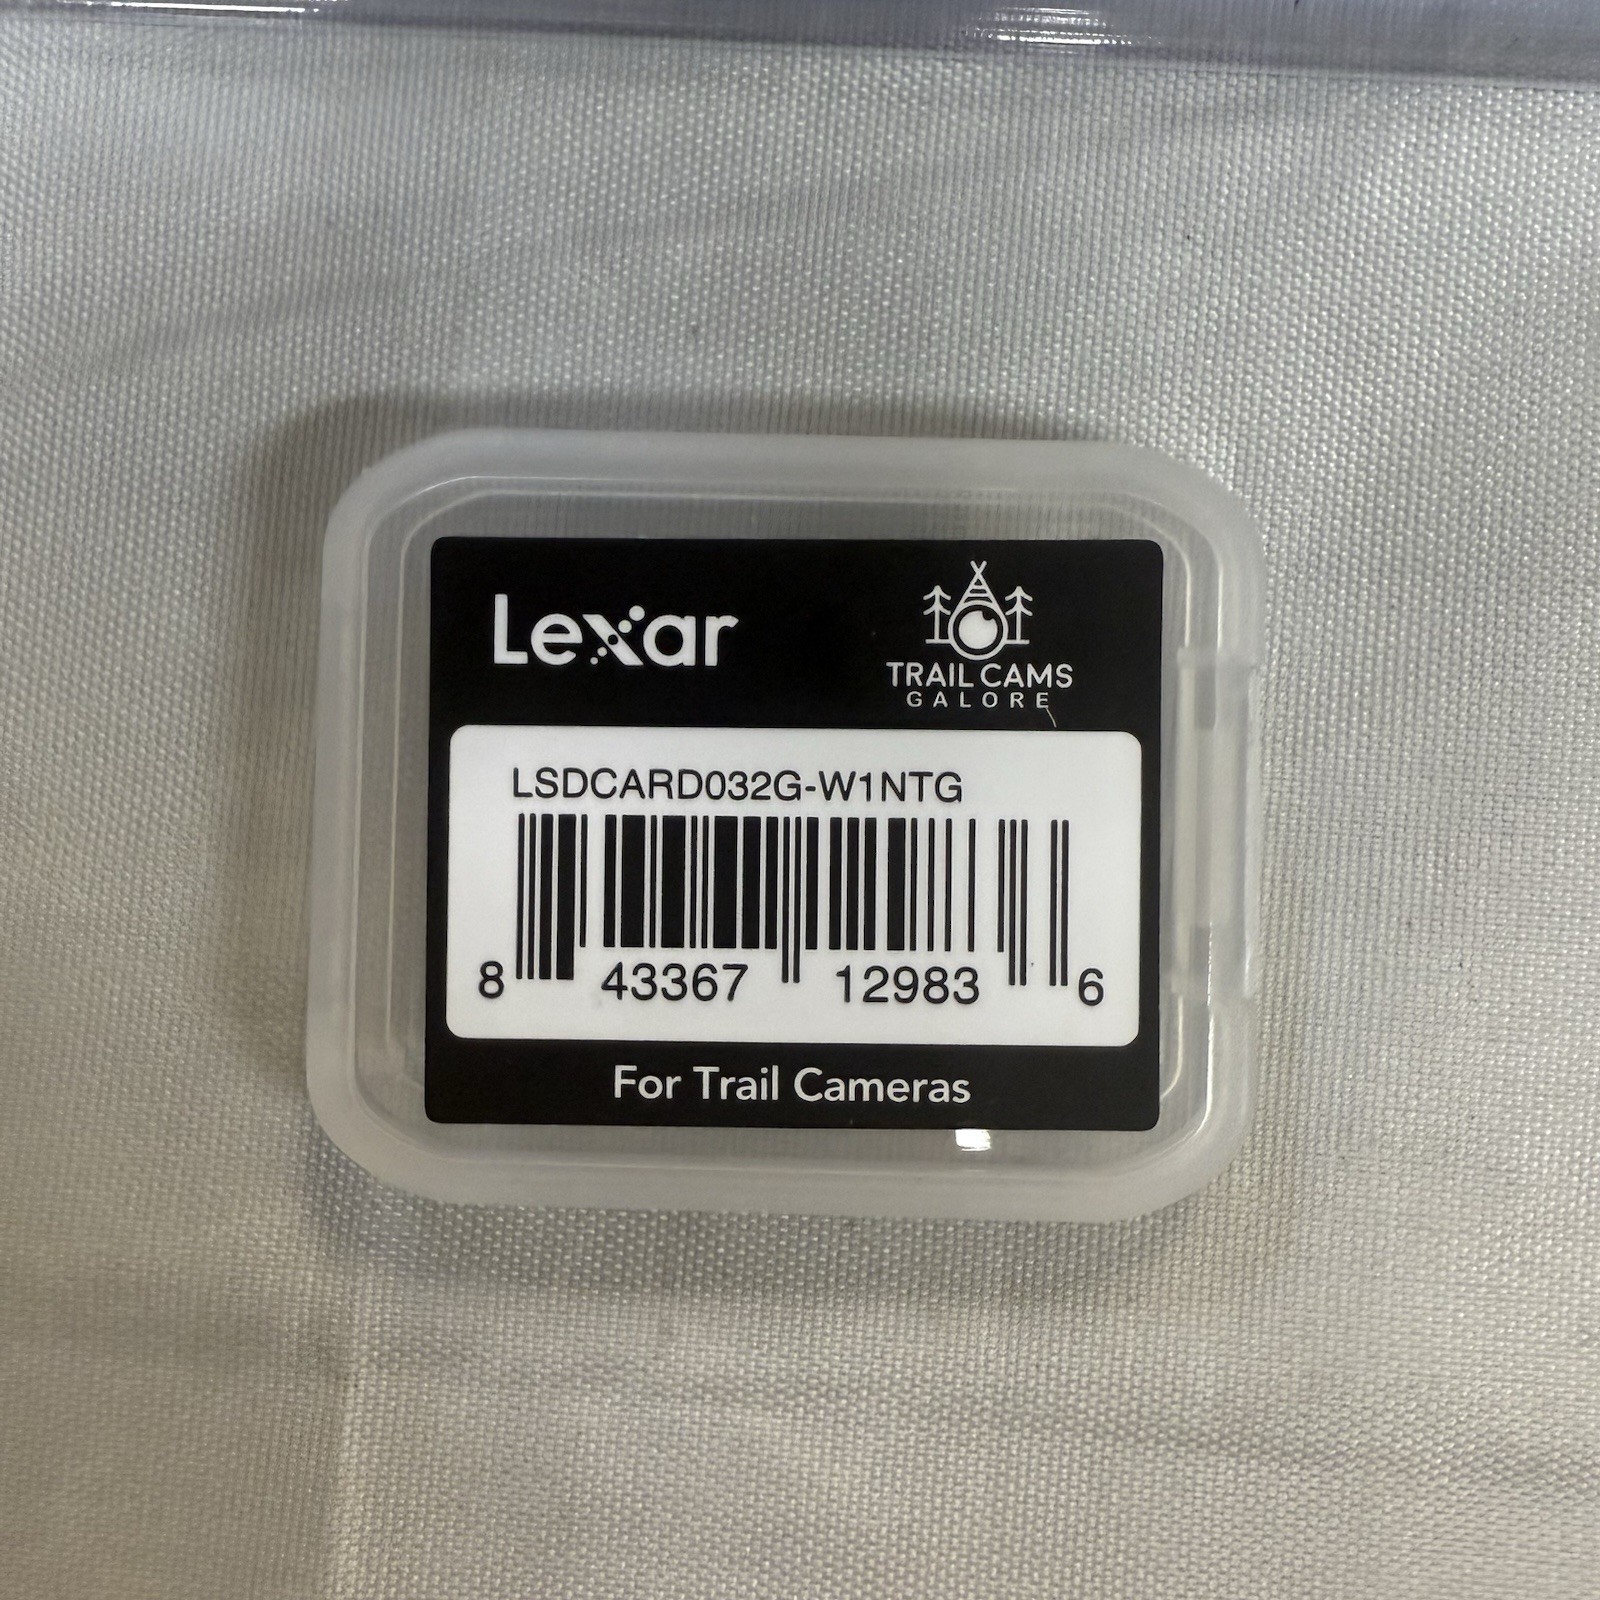 Lexar
TRAIL CAMS
GALORE
LSDCARD032G-W1NTG
8 43367 12983 6
For Trail Cameras